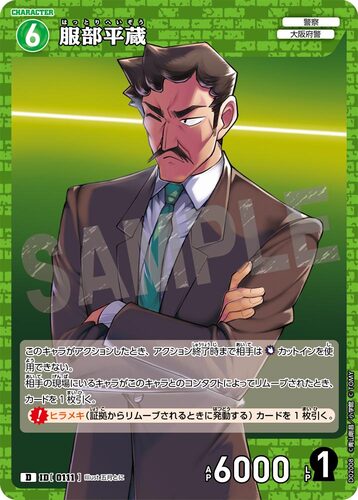 CHARACTER
6
はっとりへいぞう
服部平蔵
警察
大阪府警
SAMPLE
このキャラがアクションしたとき、アクション終了時まで相手は カットインを使
用できない。
相手の現場にいるキャラがこのキャラとのコンタクトによってリムーブされたとき、
カードを1枚引く。
ヒラメキ (証拠からリムーブされるときに発動する) カードを1枚引く。
D ID[0111] Illust:五月とに
AP 6000 LP 1